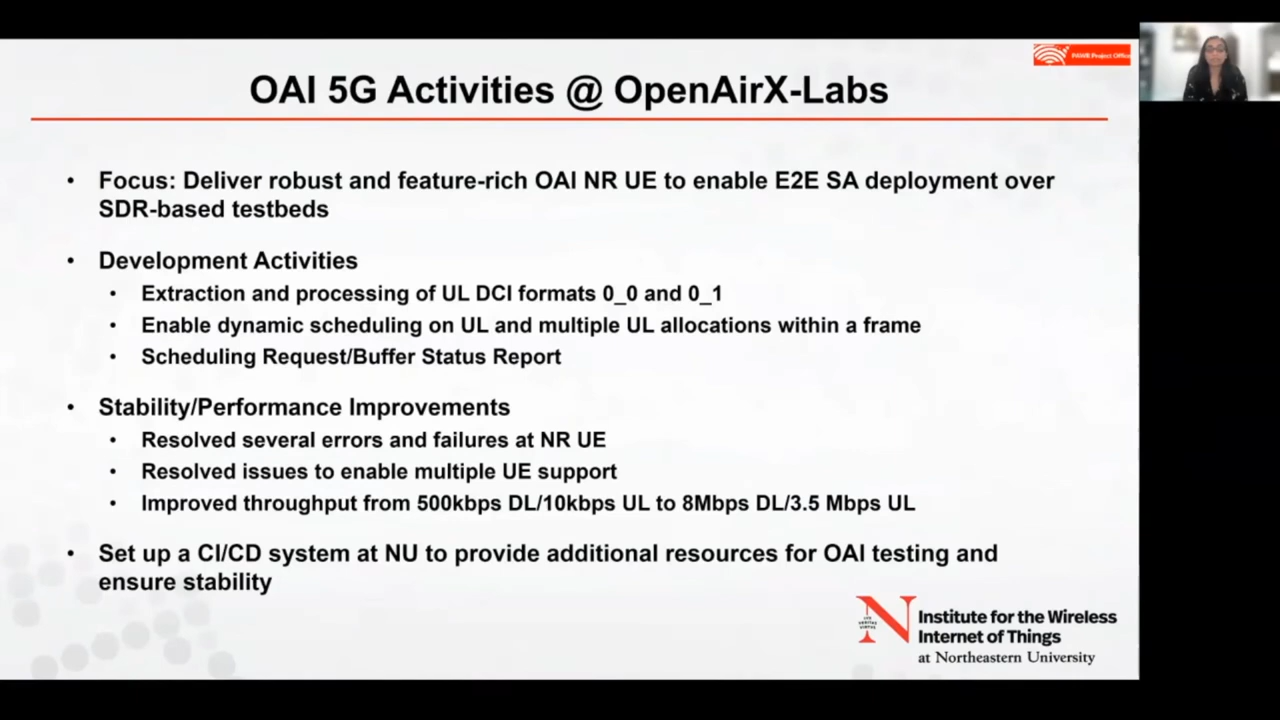 PAWR Project Office
OAI 5G Activities @ OpenAirX-Labs
• Focus: Deliver robust and feature-rich OAI NR UE to enable E2E SA deployment over
SDR-based testbeds
• Development Activities
• Extraction and processing of UL DCI formats 0_0 and 0_1
• Enable dynamic scheduling on UL and multiple UL allocations within a frame
• Scheduling Request/Buffer Status Report
• Stability/Performance Improvements
• Resolved several errors and failures at NR UE
• Resolved issues to enable multiple UE support
• Improved throughput from 500kbps DL/10kbps UL to 8Mbps DL/3.5 Mbps UL
• Set up a CI/CD system at NU to provide additional resources for OAI testing and
ensure stability
N
Institute for the Wireless
Internet of Things
at Northeastern University